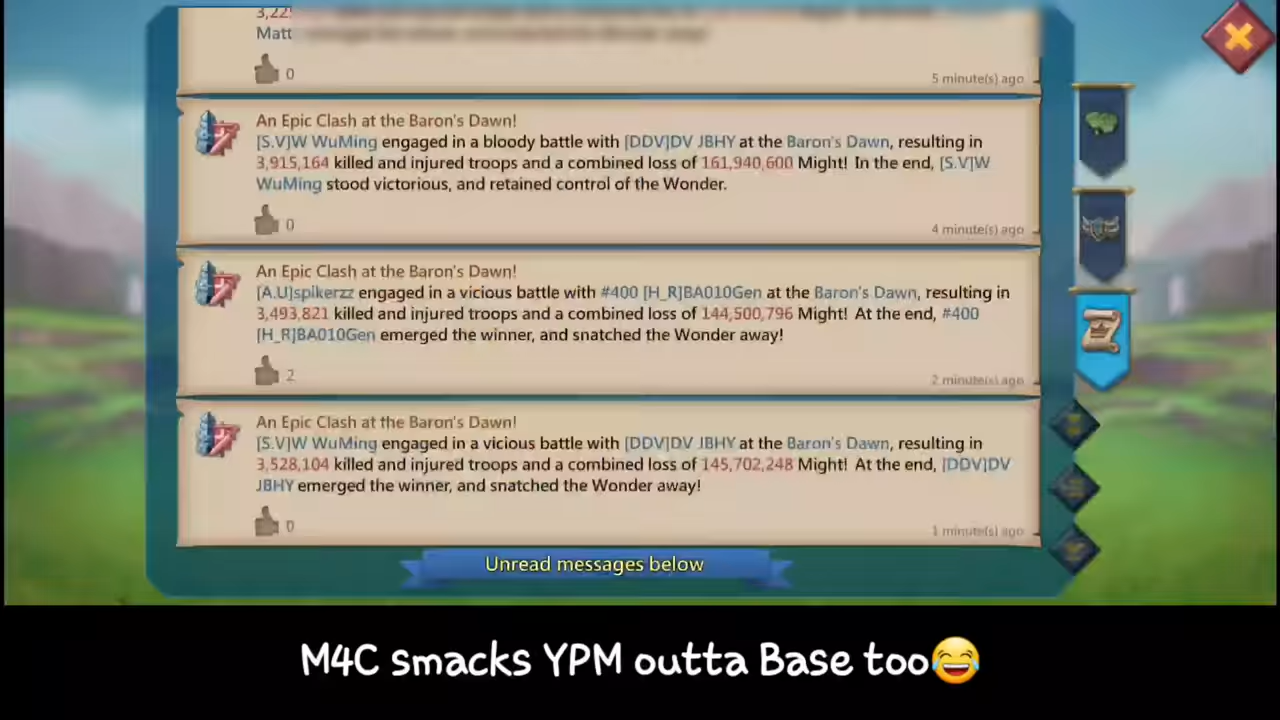 3,22
Matt
0
5 minute(s) ago
An Epic Clash at the Baron's Dawn!
[S.V]W WuMing engaged in a bloody battle with [DDV]DV JBHY at the Baron's Dawn, resulting in
3,915,164 killed and injured troops and a combined loss of 161,940,600 Might! In the end, [S.V]W
WuMing stood victorious, and retained control of the Wonder.
0
4 minute(s) ago
An Epic Clash at the Baron's Dawn!
[A.U]spikerzz engaged in a vicious battle with #400 [H_R]BA010Gen at the Baron's Dawn, resulting in
3,493,821 killed and injured troops and a combined loss of 144,500,796 Might! At the end, #400
[H_R]BA010Gen emerged the winner, and snatched the Wonder away!
2
2 minute(s) ago
An Epic Clash at the Baron's Dawn!
[S.V]W WuMing engaged in a vicious battle with [DDV]DV JBHY at the Baron's Dawn, resulting in
3,528,104 killed and injured troops and a combined loss of 145,702,248 Might! At the end, [DDV]DV
JBHY emerged the winner, and snatched the Wonder away!
0
1 minute(s) ago
Unread messages below
M4C smacks YPM outta Base too😂